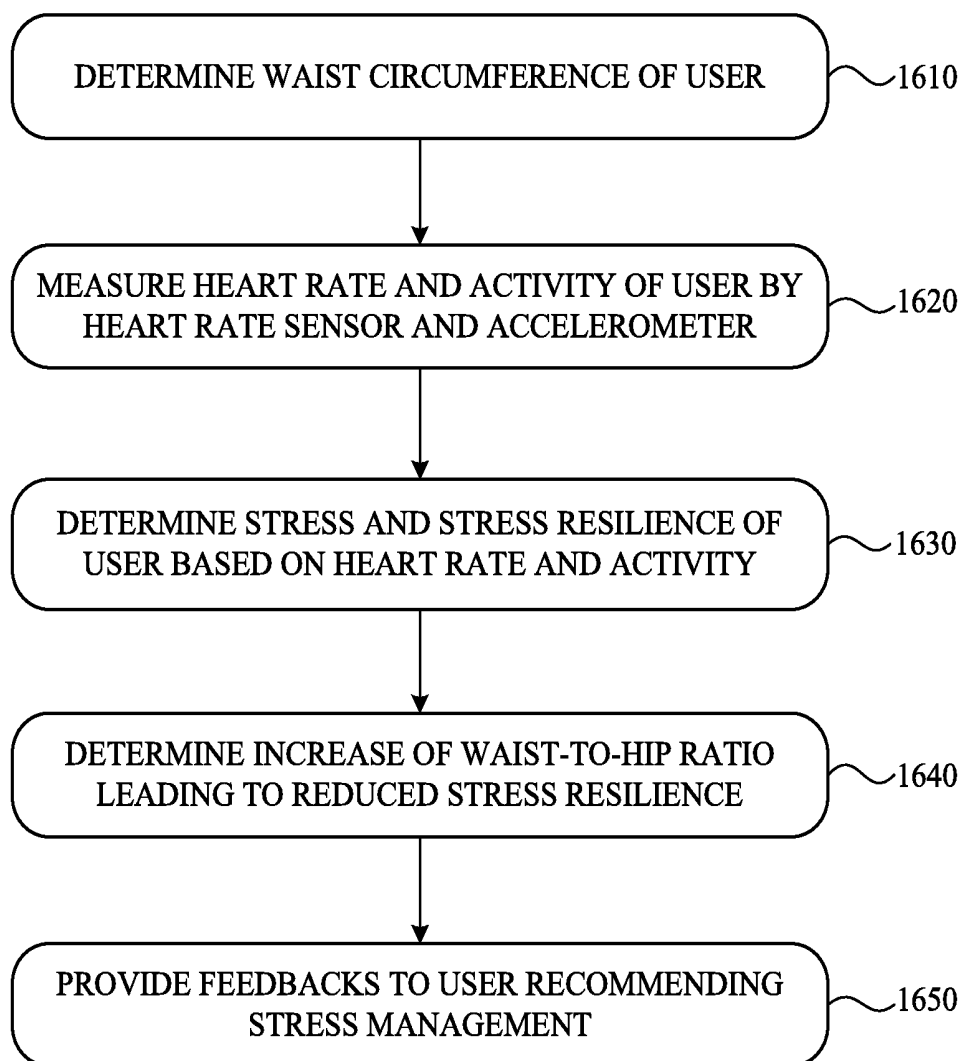 DETERMINE WAIST CIRCUMFERENCE OF USER
1610
MEASURE HEART RATE AND ACTIVITY OF USER BY
HEART RATE SENSOR AND ACCELEROMETER
1620
DETERMINE STRESS AND STRESS RESILIENCE OF
USER BASED ON HEART RATE AND ACTIVITY
1630
DETERMINE INCREASE OF WAIST-TO-HIP RATIO
LEADING TO REDUCED STRESS RESILIENCE
1640
PROVIDE FEEDBACKS TO USER RECOMMENDING
STRESS MANAGEMENT
1650